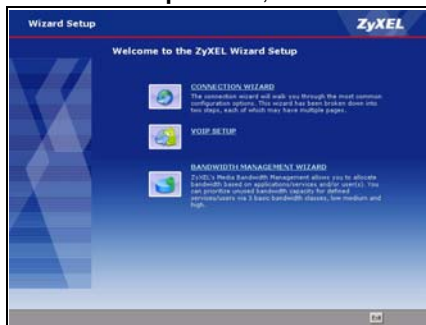 Wizard Setup
ZyXEL
Welcome to the ZyXEL Wizard Setup
CONNECTION WIZARD
The connection wizard will walk you through the most common
configuration options. This wizard has been broken down into
two steps, each of which may have multiple pages.
VOIP SETUP
BANDWIDTH MANAGEMENT WIZARD
ZyXEL's Media Bandwidth Management allows you to allocate
bandwidth based on applications/services and/or user(s). You
can prioritize unused bandwidth capacity for defined
services/users via 3 basic bandwidth classes, low medium and
high.
Exit